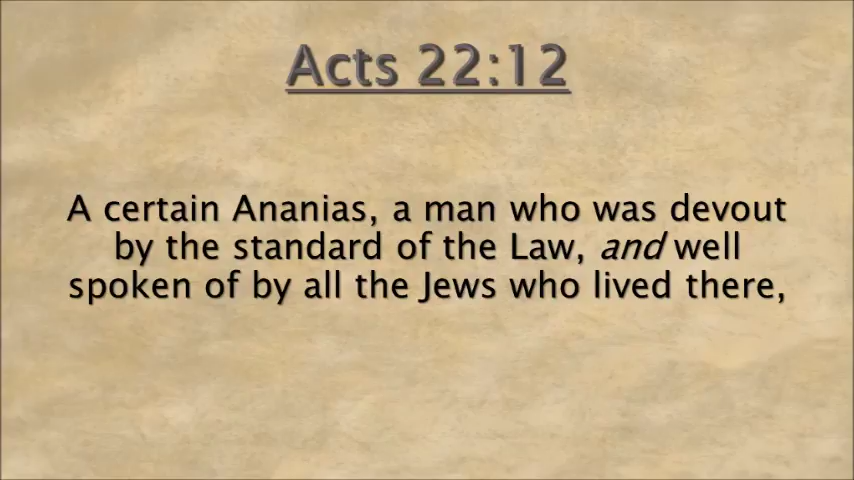 Acts 22:12
A certain Ananias, a man who was devout
by the standard of the Law, and well
spoken of by all the Jews who lived there,